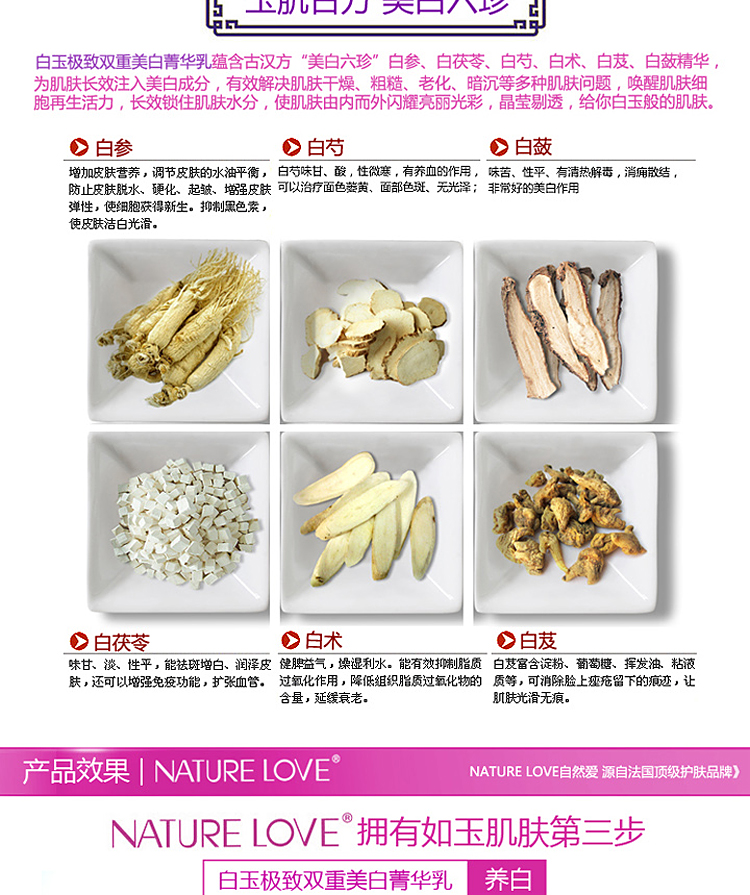 玉肌古方 美白六珍
白玉极致双重美白菁华乳蕴含古汉方“美白六珍”白参、白茯苓、白芍、白术、白芨、白蔹精华，
为肌肤长效注入美白成分，有效解决肌肤干燥、粗糙、老化、暗沉等多种肌肤问题，唤醒肌肤细
胞再生活力，长效锁住肌肤水分，使肌肤由内而外闪耀亮丽光彩，晶莹剔透，给你白玉般的肌肤。
白参
增加皮肤营养，调节皮肤的水油平衡，
防止皮肤脱水、硬化、起皱、增强皮肤
弹性，使细胞获得新生。抑制黑色素，
使皮肤洁白光滑。
白芍
白芍味甘、酸，性微寒，有养血的作用，
可以治疗面色萎黄、面部色斑、无光泽；
白蔹
味苦、性平、有清热解毒，消痈散结，
非常好的美白作用
白茯苓
味甘、淡、性平，能祛斑增白、润泽皮
肤，还可以增强免疫功能，扩张血管。
白术
健脾益气，燥湿利水。能有效抑制脂质
过氧化作用，降低组织脂质过氧化物的
含量，延缓衰老。
白芨
白芨富含淀粉、葡萄糖、挥发油、粘液
质等，可消除脸上痤疮留下的痕迹，让
肌肤光滑无痕。
产品效果 | NATURE LOVE®
NATURE LOVE自然爱 源自法国顶级护肤品牌》
NATURE LOVE®拥有如玉肌肤第三步
白玉极致双重美白菁华乳 养白